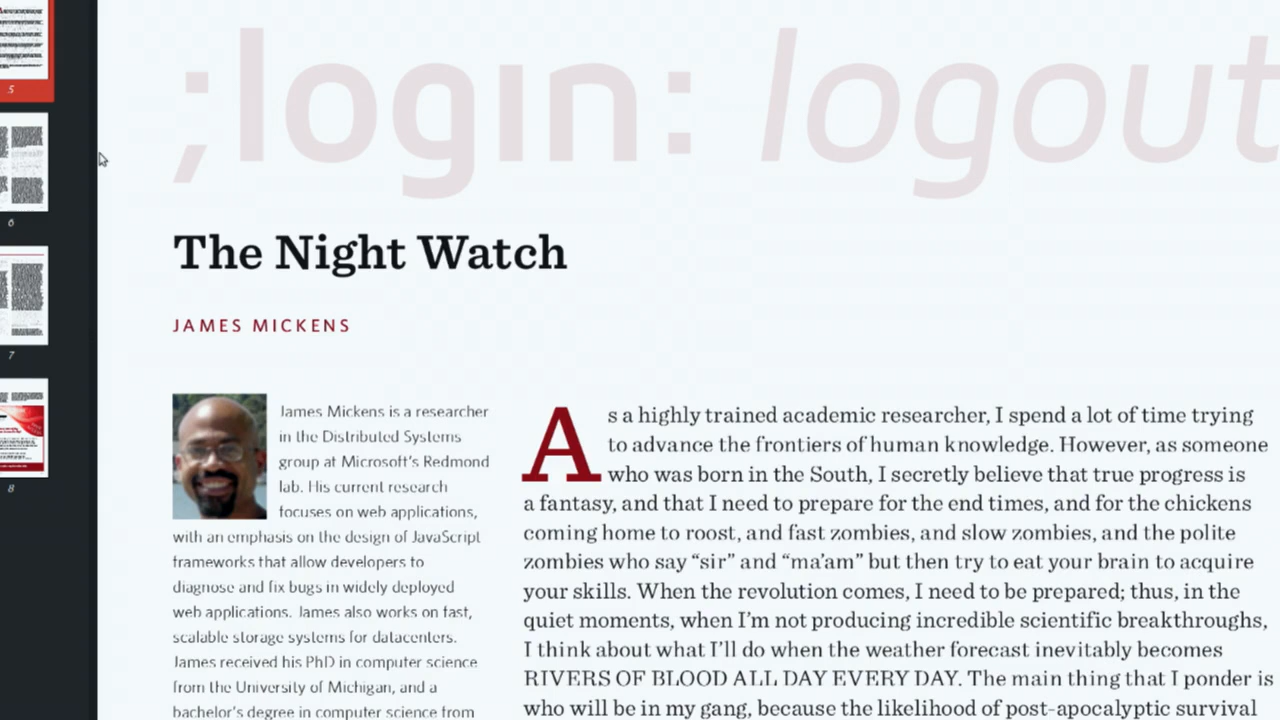 ;login: logout
The Night Watch
JAMES MICKENS
James Mickens is a researcher
in the Distributed Systems
group at Microsoft's Redmond
lab. His current research
focuses on web applications,
with an emphasis on the design of JavaScript
frameworks that allow developers to
diagnose and fix bugs in widely deployed
web applications. James also works on fast,
scalable storage systems for datacenters.
James received his PhD in computer science
from the University of Michigan, and a
bachelor's degree in computer science from
As a highly trained academic researcher, I spend a lot of time trying
to advance the frontiers of human knowledge. However, as someone
who was born in the South, I secretly believe that true progress is
a fantasy, and that I need to prepare for the end times, and for the chickens
coming home to roost, and fast zombies, and slow zombies, and the polite
zombies who say “sir” and “ma'am” but then try to eat your brain to acquire
your skills. When the revolution comes, I need to be prepared; thus, in the
quiet moments, when I'm not producing incredible scientific breakthroughs,
I think about what I'll do when the weather forecast inevitably becomes
RIVERS OF BLOOD ALL DAY EVERY DAY. The main thing that I ponder is
who will be in my gang, because the likelihood of post-apocalyptic survival
5
6
7
8